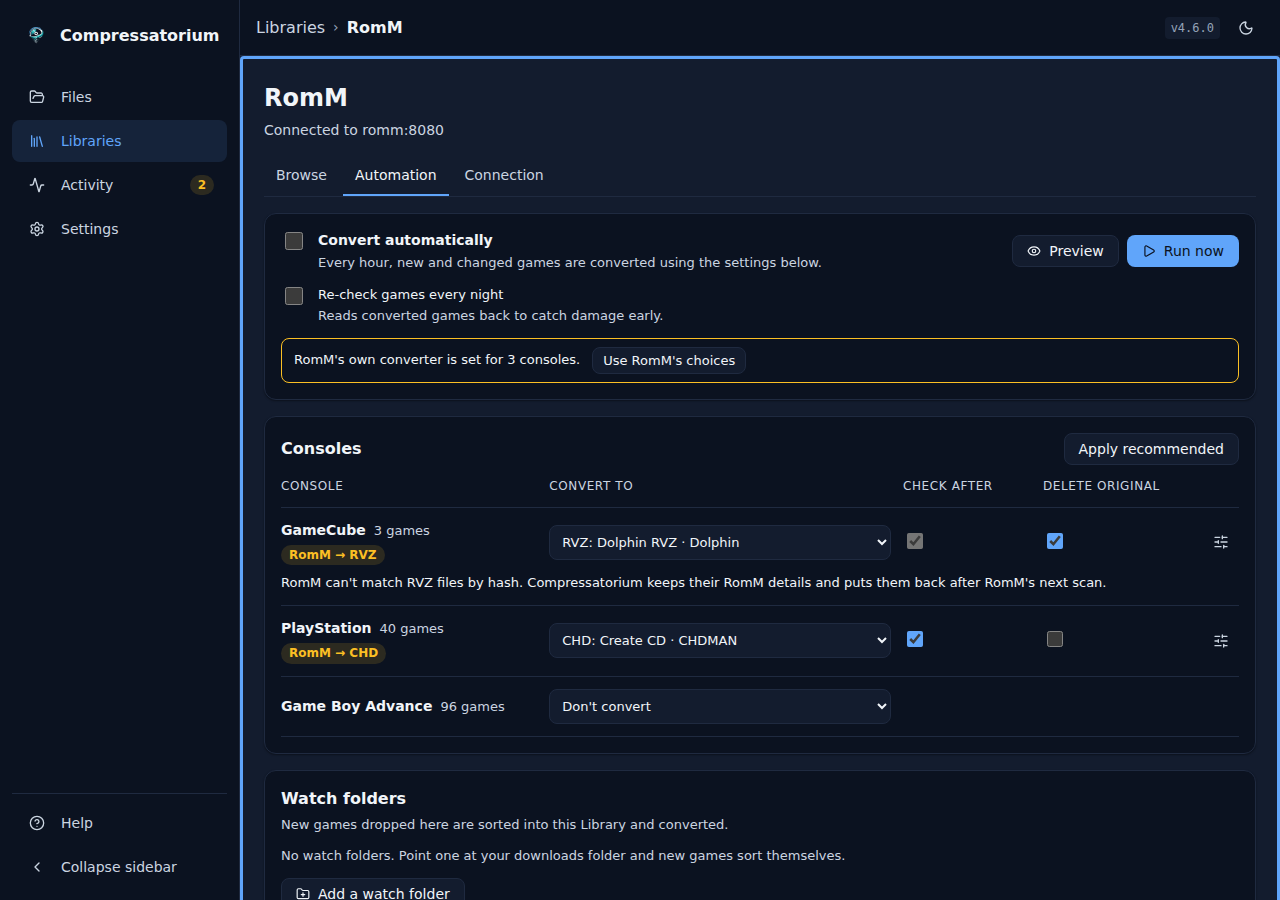 Compressatorium
Libraries › RomM
v4.6.0
Files
Libraries
Activity 2
Settings
Help
Collapse sidebar
RomM
Connected to romm:8080
Browse Automation Connection
Convert automatically
Every hour, new and changed games are converted using the settings below.
Preview Run now
Re-check games every night
Reads converted games back to catch damage early.
RomM's own converter is set for 3 consoles. Use RomM's choices
Consoles
Apply recommended
CONSOLE CONVERT TO CHECK AFTER DELETE ORIGINAL
GameCube 3 games
RomM → RVZ
RVZ: Dolphin RVZ · Dolphin
RomM can't match RVZ files by hash. Compressatorium keeps their RomM details and puts them back after RomM's next scan.
PlayStation 40 games
RomM → CHD
CHD: Create CD · CHDMAN
Game Boy Advance 96 games
Don't convert
Watch folders
New games dropped here are sorted into this Library and converted.
No watch folders. Point one at your downloads folder and new games sort themselves.
Add a watch folder